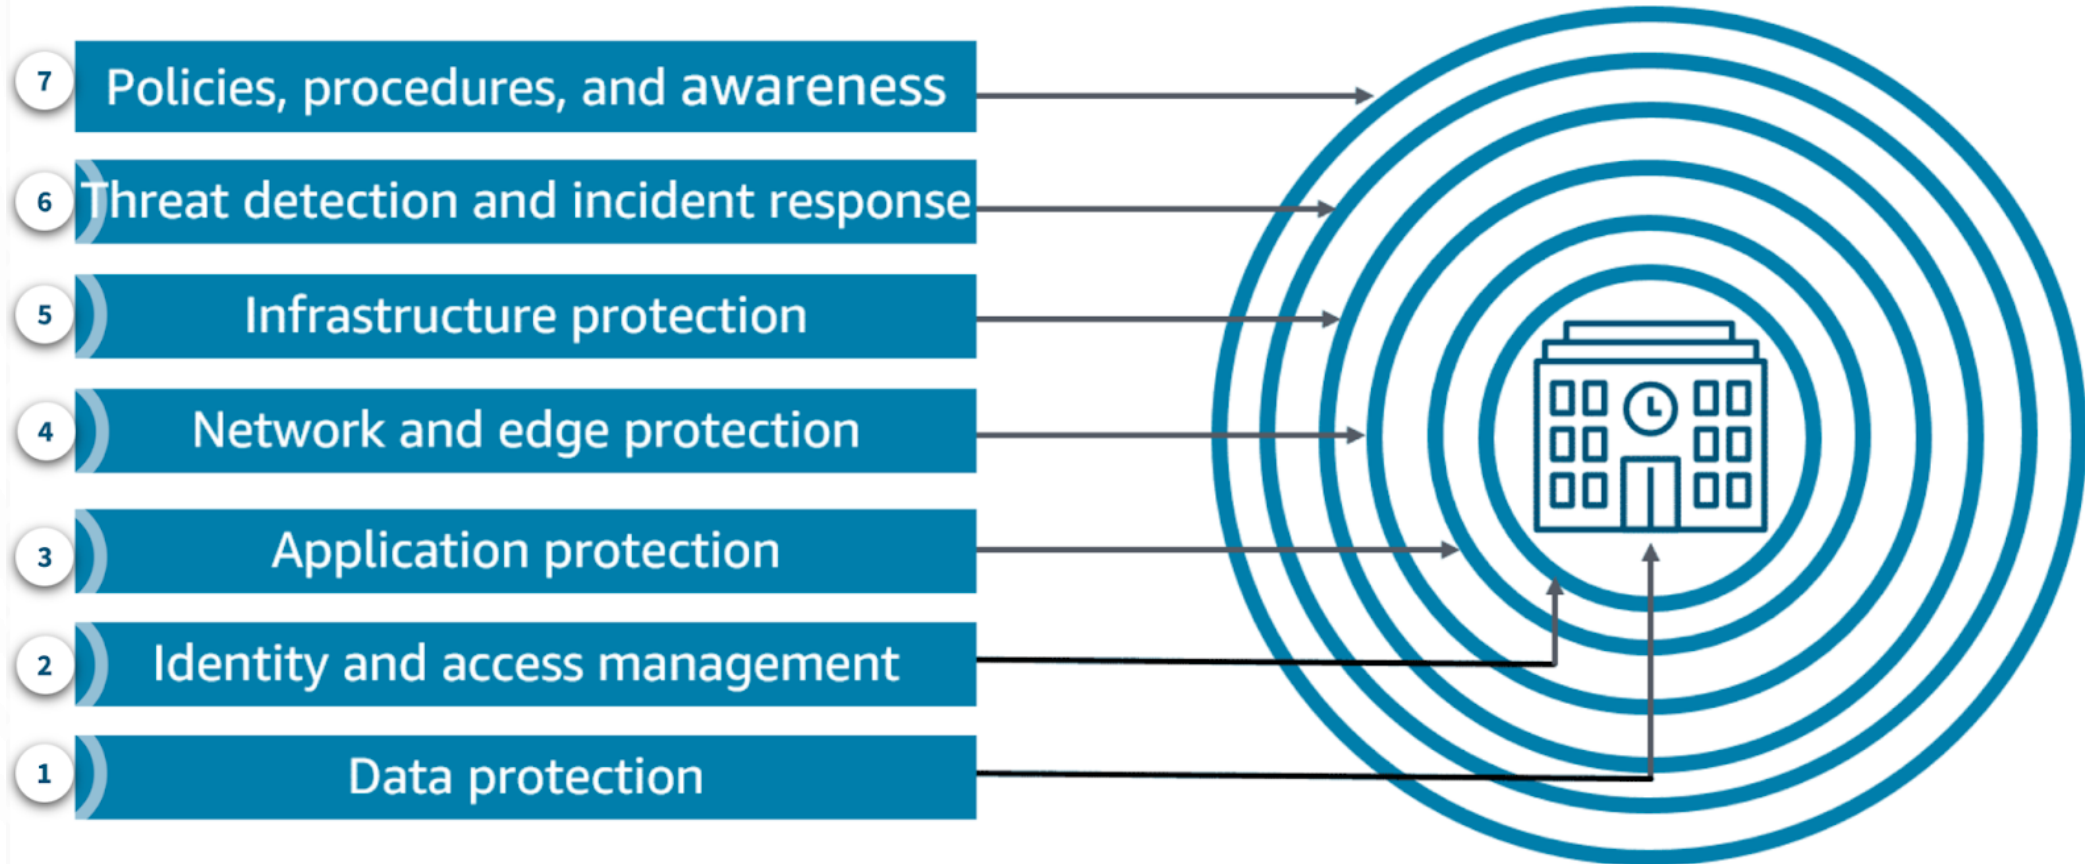 7 Policies, procedures, and awareness
6 Threat detection and incident response
5 Infrastructure protection
4 Network and edge protection
3 Application protection
2 Identity and access management
1 Data protection